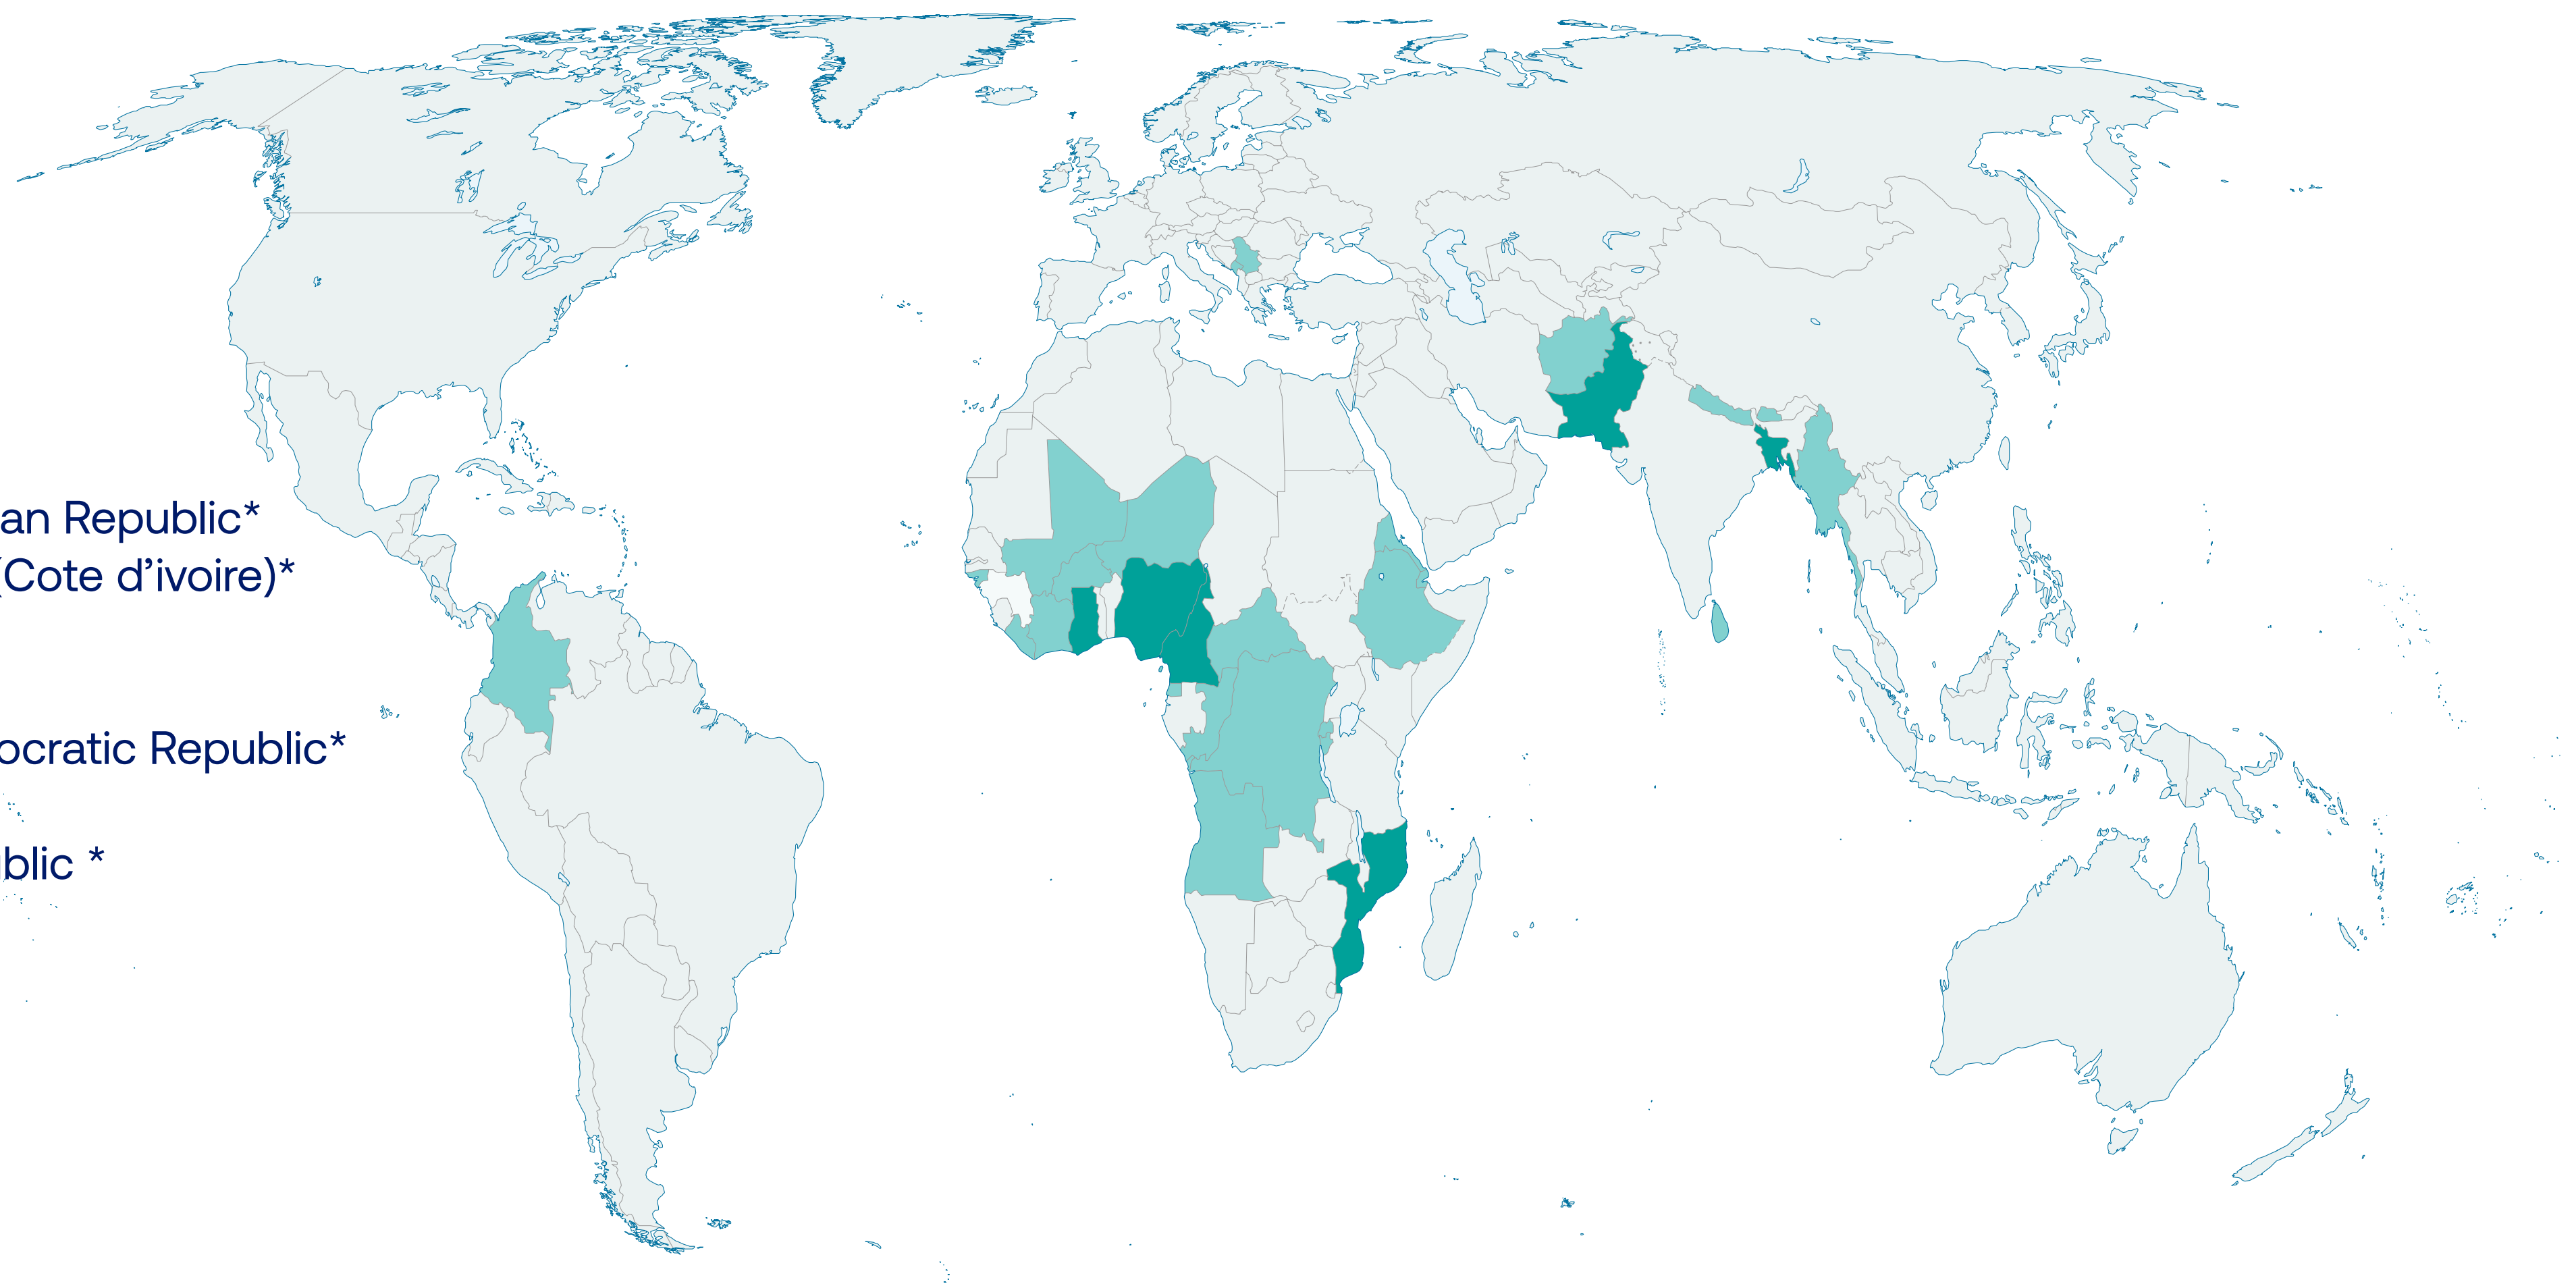 an Republic*
(Cote d’ivoire)*
ocratic Republic*
blic *